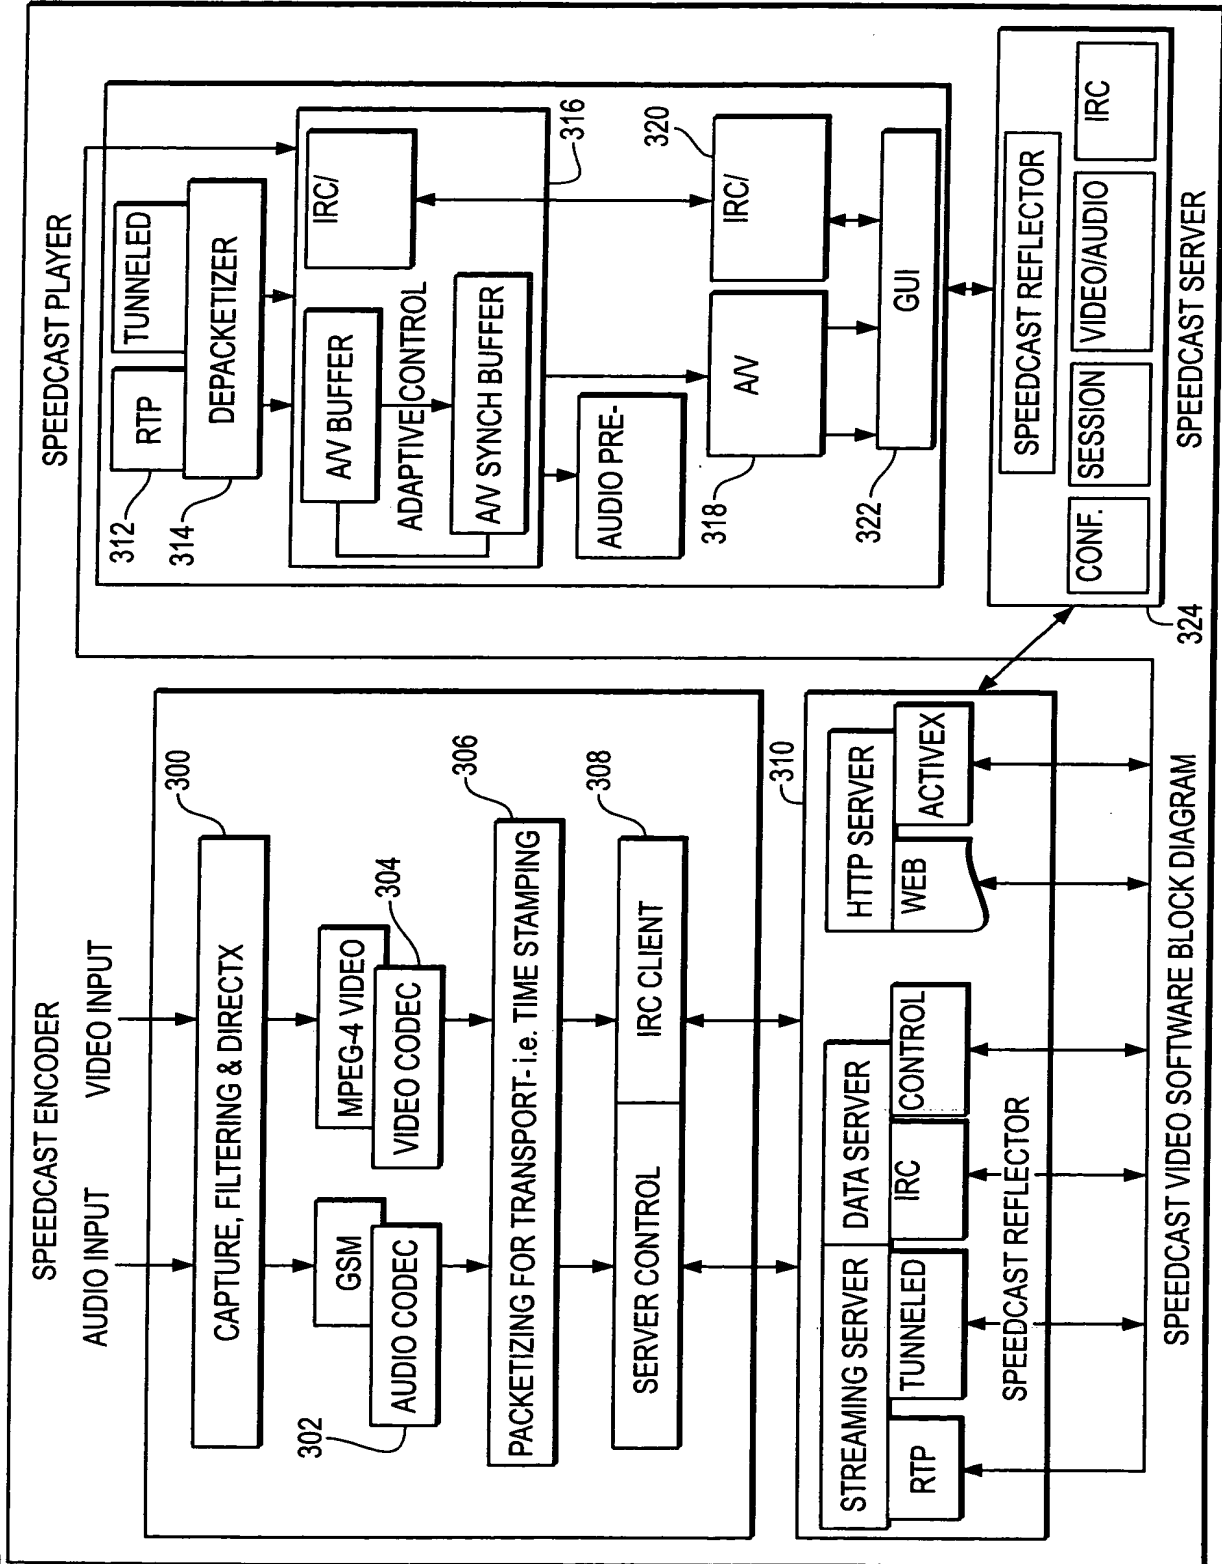 SPEEDCAST ENCODER
AUDIO INPUT
VIDEO INPUT
300
CAPTURE, FILTERING & DIRECTX
GSM
AUDIO CODEC
302
MPEG-4 VIDEO
VIDEO CODEC
304
306
PACKETIZING FOR TRANSPORT- i.e. TIME STAMPING
308
SERVER CONTROL
IRC CLIENT
310
STREAMING SERVER
DATA SERVER
HTTP SERVER
RTP
TUNNELED
IRC
CONTROL
WEB
ACTIVEX
SPEEDCAST REFLECTOR
SPEEDCAST PLAYER
312
RTP
TUNNELED
314
DEPACKETIZER
A/V BUFFER
IRC/
ADAPTIVE CONTROL
A/V SYNCH BUFFER
316
AUDIO PRE-
318
A/V
320
IRC/
322
GUI
SPEEDCAST REFLECTOR
CONF.
SESSION
VIDEO/AUDIO
IRC
324
SPEEDCAST SERVER
SPEEDCAST VIDEO SOFTWARE BLOCK DIAGRAM